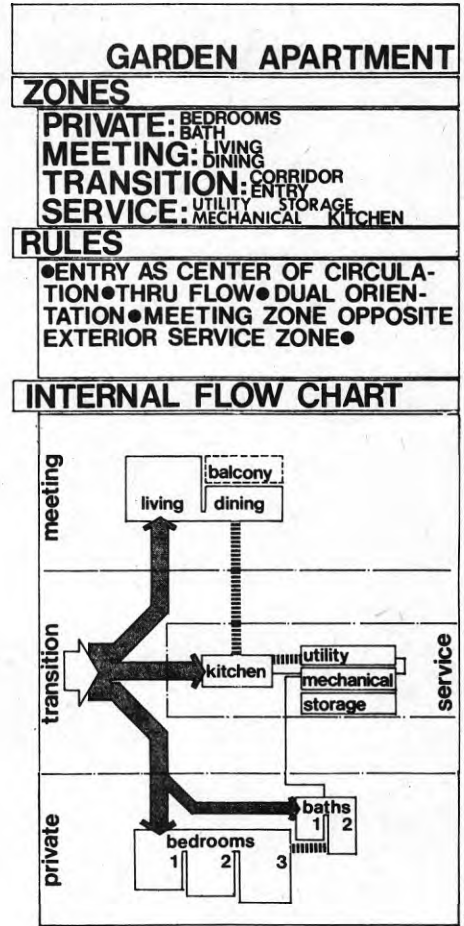 GARDEN APARTMENT
ZONES
PRIVATE: BEDROOMS
BATH
MEETING: LIVING
DINING
TRANSITION: CORRIDOR
ENTRY
SERVICE: UTILITY STORAGE
MECHANICAL KITCHEN
RULES
●ENTRY AS CENTER OF CIRCULA-
TION●THRU FLOW●DUAL ORIEN-
TATION●MEETING ZONE OPPOSITE
EXTERIOR SERVICE ZONE●
INTERNAL FLOW CHART
meeting
balcony
living dining
transition
kitchen
utility
mechanical
storage
service
private
baths
1 2
bedrooms
1 2 3